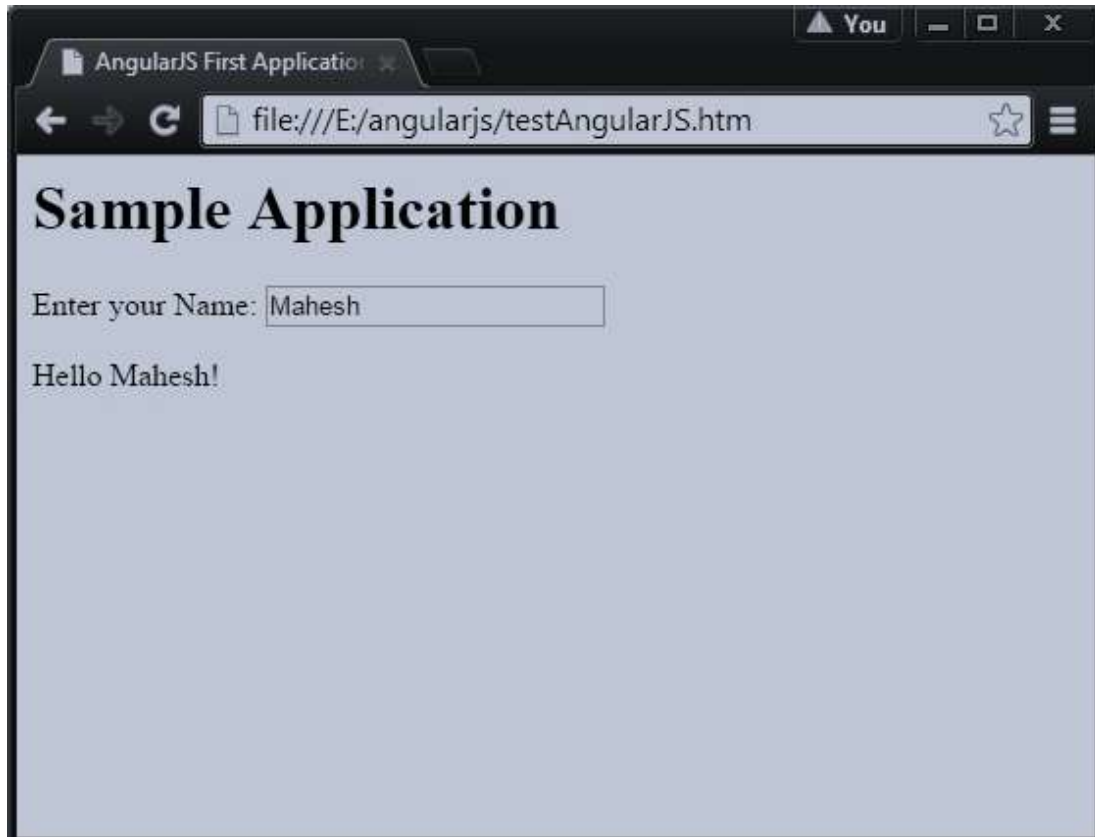 You
AngularJS First Applicatio
file:///E:/angularjs/testAngularJS.htm
Sample Application
Enter your Name: Mahesh
Hello Mahesh!